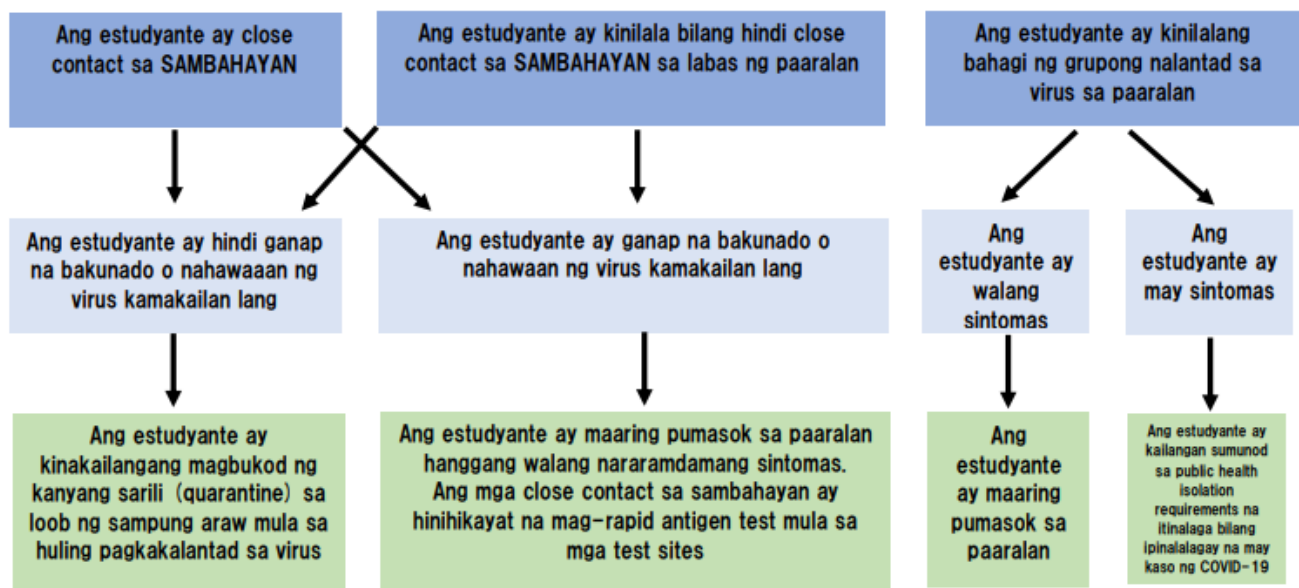 Ang estudyante ay close
contact sa SAMBAHAYAN
Ang estudyante ay kinilala bilang hindi close
contact sa SAMBAHAYAN sa labas ng paaralan
Ang estudyante ay kinilalang
bahagi ng grupong nalantad sa
virus sa paaralan
Ang estudyante ay hindi ganap
na bakunado o nahawaaan ng
virus kamakailan lang
Ang estudyante ay ganap na bakunado o
nahawaan ng virus kamakailan lang
Ang
estudyante ay
walang
sintomas
Ang
estudyante ay
may sintomas
Ang estudyante ay
kinakailangang magbukod ng
kanyang sarili (quarantine) sa
loob ng sampung araw mula sa
huling pagkakalantad sa virus
Ang estudyante ay maaring pumasok sa paaralan
hanggang walang nararamdamang sintomas.
Ang mga close contact sa sambahayan ay
hinihikayat na mag-rapid antigen test mula sa
mga test sites
Ang
estudyante
ay maaring
pumasok sa
paaralan
Ang estudyante ay
kailangan sumunod
sa public health
isolation
requirements na
itinalaga bilang
ipinalalagay na may
kaso ng COVID-19